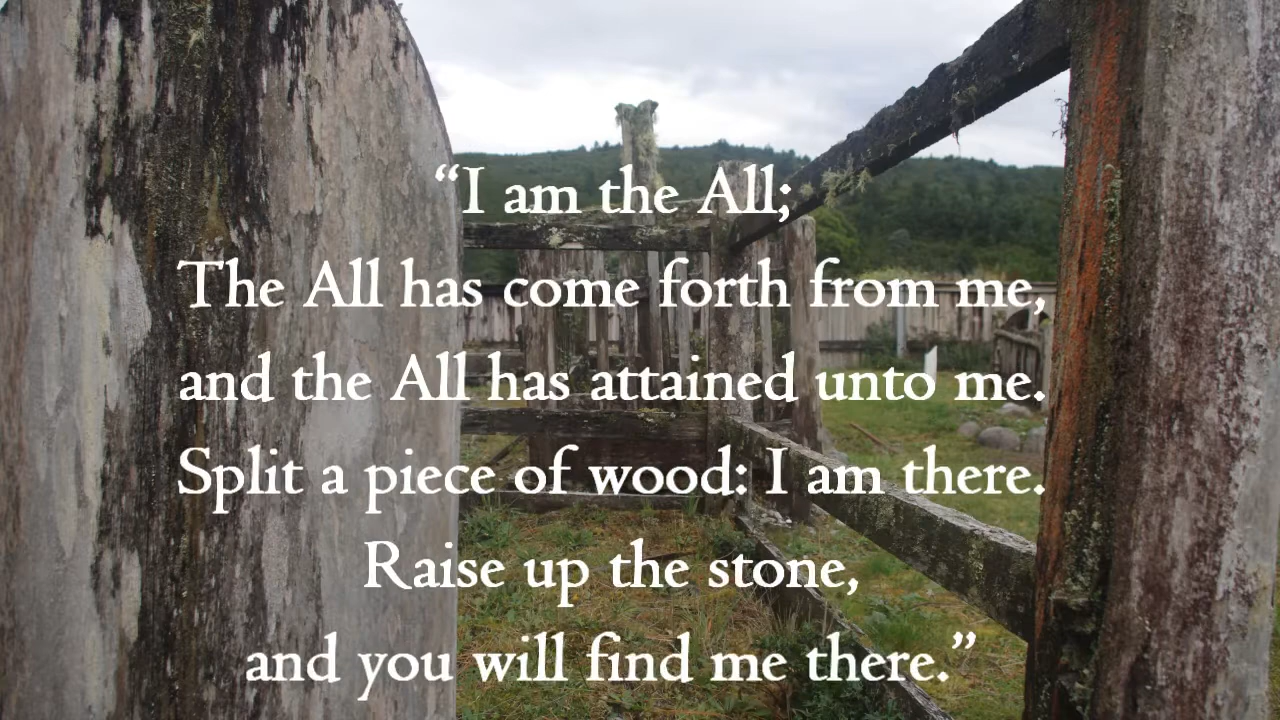 “I am the All;
The All has come forth from me,
and the All has attained unto me.
Split a piece of wood: I am there.
Raise up the stone,
and you will find me there.”